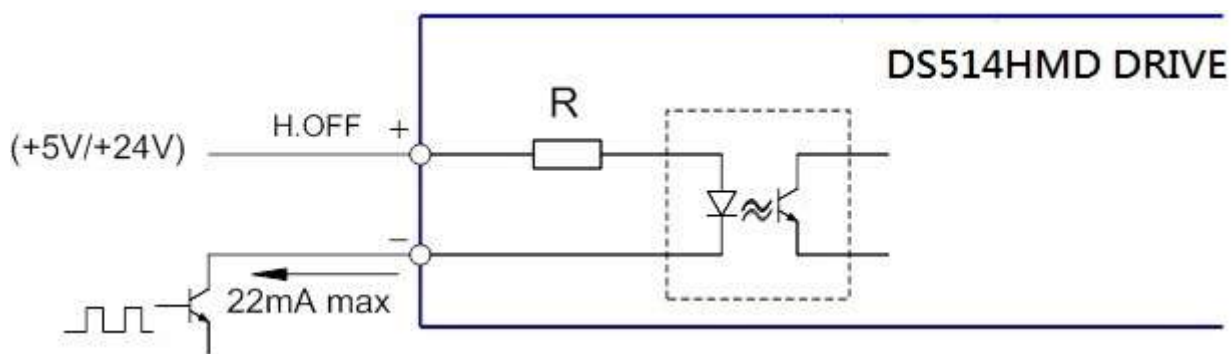 DS514HMD DRIVE
R
H.OFF +
(+5V/+24V)
−
22mA max